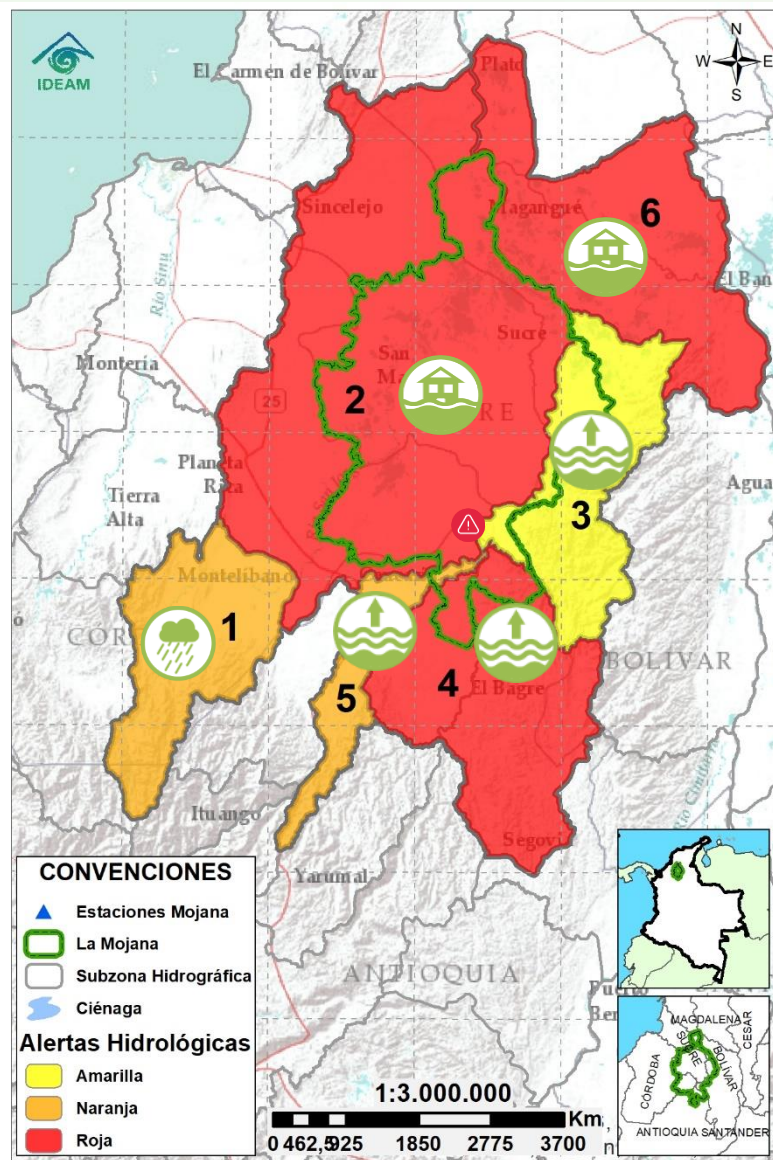 IDEAM
N
W E
S
El Carmen de Bolívar
Plato
Sincelejo
Magangué
6
El Ban
Río Sinú
Sucre
Montería
San
Ma
2
RE
25
Planeta
Rica
Tierra
Alta
Agua
3
Montelíbano
CÓR
1
BOLÍVAR
4
El Bagre
5
Ituango
Segovi
Yarumal
ANTIOQUIA
Puerto
Ber
CONVENCIONES
Estaciones Mojana
La Mojana
Subzona Hidrográfica
Ciénaga
Alertas Hidrológicas
Amarilla
Naranja
Roja
1:3.000.000
Km
0 462,5 925 1850 2775 3700
MAGDALENA
CESAR
SUCRE
BOLÍVAR
CÓRDOBA
ANTIOQUIA SANTANDER